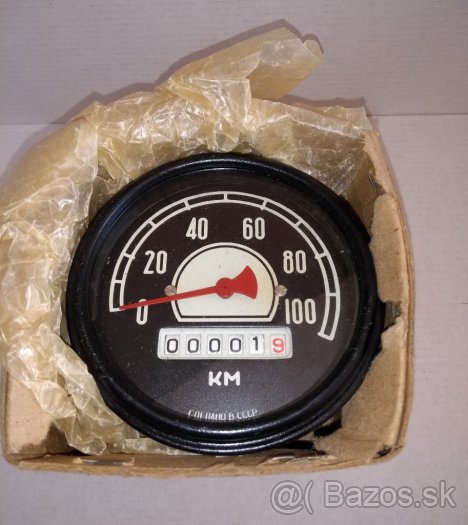 40 60
20 80
0 100
000019
КМ
СДЕЛАНО В СССР
@( Bazos.sk